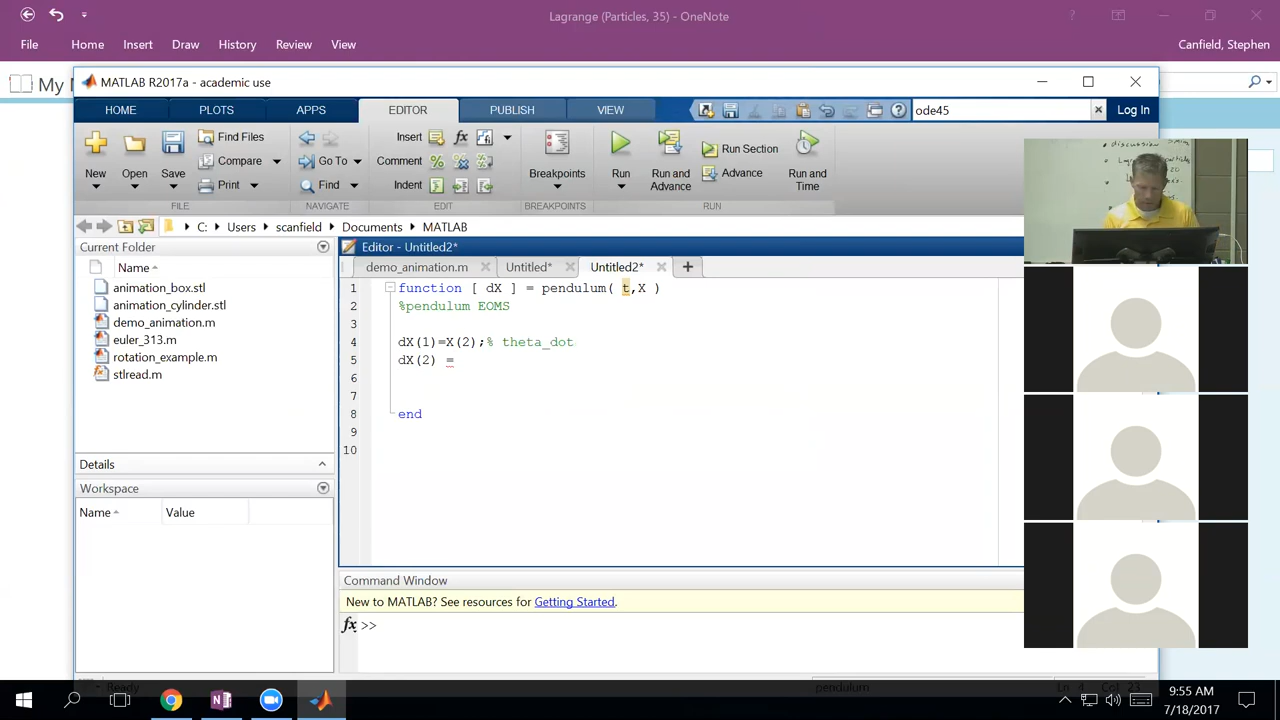 Lagrange (Particles, 35) - OneNote
File Home Insert Draw History Review View Canfield, Stephen
My
MATLAB R2017a - academic use
HOME PLOTS APPS EDITOR PUBLISH VIEW ode45 Log In
New Open Save Find Files Compare Print
Go To Find
Insert Comment Indent
Breakpoints Run Run and Advance Run Section Advance Run and Time
FILE NAVIGATE EDIT BREAKPOINTS RUN
C: Users scanfield Documents MATLAB
Current Folder
Name
animation_box.stl
animation_cylinder.stl
demo_animation.m
euler_313.m
rotation_example.m
stlread.m
Details
Workspace
Name Value
Editor - Untitled2*
demo_animation.m Untitled* Untitled2*
1 function [ dX ] = pendulum( t,X )
2 %pendulum EOMS
3
4 dX(1)=X(2);% theta_dot
5 dX(2) =
6
7
8 end
9
10
Command Window
New to MATLAB? See resources for Getting Started.
fx >>
Ready pendulum Ln 4 Col 23
9:55 AM
7/18/2017